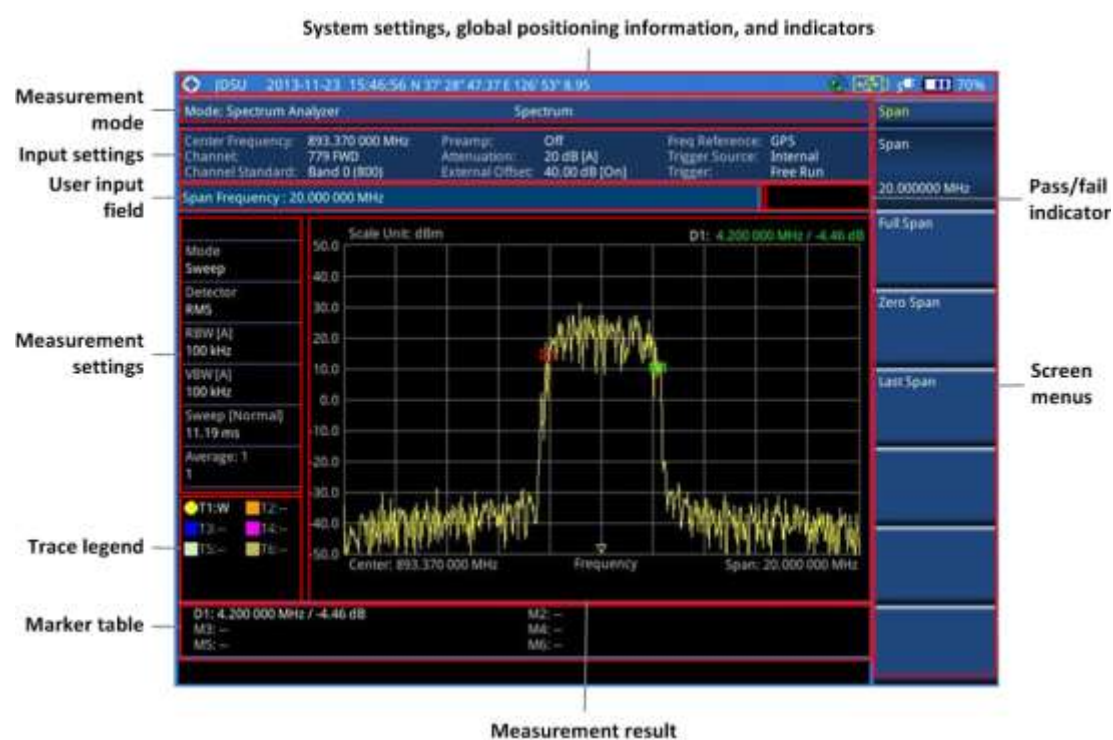 System settings, global positioning information, and indicators
JDSU 2013-11-23 15:46:56 N 37° 28" 47.37 E 126° 53" 8.95 70%
Measurement mode
Mode: Spectrum Analyzer Spectrum
Span
Input settings
Center Frequency: 893.370 000 MHz Preamp: Off Freq Reference: GPS
Channel: 779 FWD Attenuation: 20 dB [A] Trigger Source: Internal
Channel Standard: Band 0 (800) External Offset: 40.00 dB [On] Trigger: Free Run
Span
20.000000 MHz
User input field
Span Frequency : 20.000 000 MHz
Pass/fail indicator
Full Span
Zero Span
Last Span
Screen menus
Measurement settings
Mode
Sweep
Detector
RMS
RBW [A]
100 kHz
VBW [A]
100 kHz
Sweep [Normal]
11.19 ms
Average: 1
1
Scale Unit: dBm D1: 4.200 000 MHz / -4.46 dB
50.0
40.0
30.0
20.0
10.0
0.0
-10.0
-20.0
-30.0
-40.0
-50.0
Center: 893.370 000 MHz Frequency Span: 20.000 000 MHz
Trace legend
T1:W T2:--
T3:-- T4:--
T5:-- T6:--
Marker table
D1: 4.200 000 MHz / -4.46 dB M2: --
M3: -- M4: --
M5: -- M6: --
Measurement result